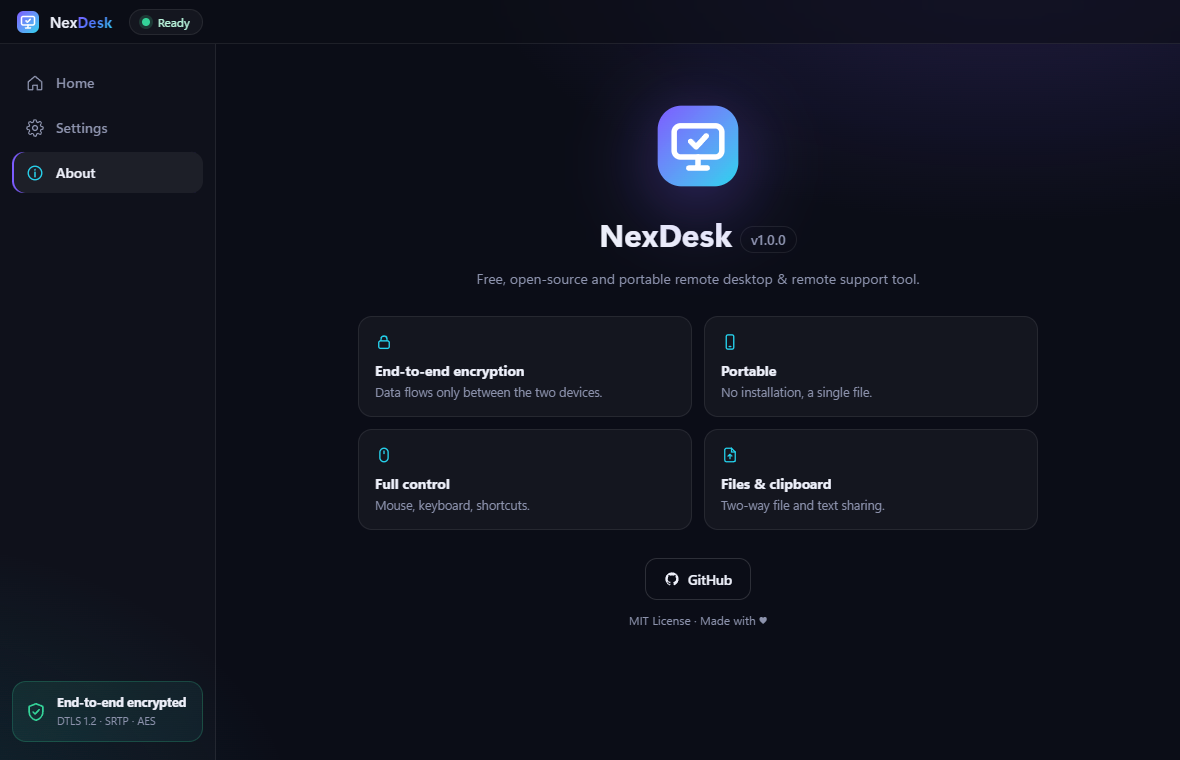 NexDesk
Ready
Home
Settings
About
NexDesk v1.0.0
Free, open-source and portable remote desktop & remote support tool.
End-to-end encryption
Data flows only between the two devices.
Portable
No installation, a single file.
Full control
Mouse, keyboard, shortcuts.
Files & clipboard
Two-way file and text sharing.
GitHub
MIT License · Made with ♥
End-to-end encrypted
DTLS 1.2 · SRTP · AES